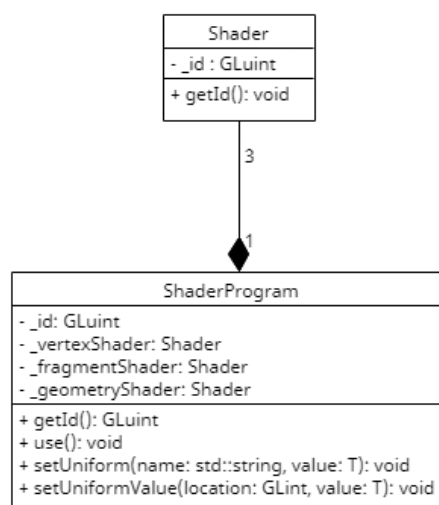 Shader
- _id : GLuint
+ getId(): void
3
1
ShaderProgram
- _id: GLuint
- _vertexShader: Shader
- _fragmentShader: Shader
- _geometryShader: Shader
+ getId(): GLuint
+ use(): void
+ setUniform(name: std::string, value: T): void
+ setUniformValue(location: GLint, value: T): void